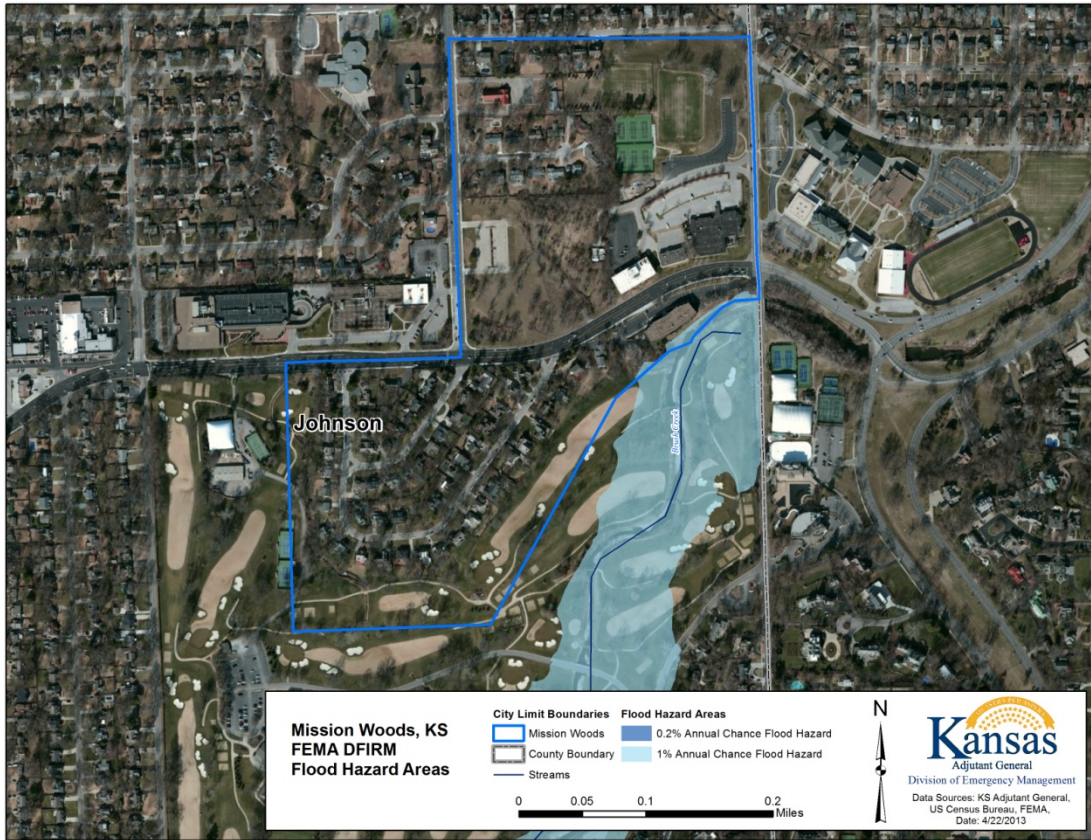 Johnson
Brush Creek
Mission Woods, KS
FEMA DFIRM
Flood Hazard Areas
City Limit Boundaries
Mission Woods
County Boundary
Streams
Flood Hazard Areas
0.2% Annual Chance Flood Hazard
1% Annual Chance Flood Hazard
0 0.05 0.1 0.2
Miles
N
Kansas
Adjutant General
Division of Emergency Management
Data Sources: KS Adjutant General,
US Census Bureau, FEMA,
Date: 4/22/2013